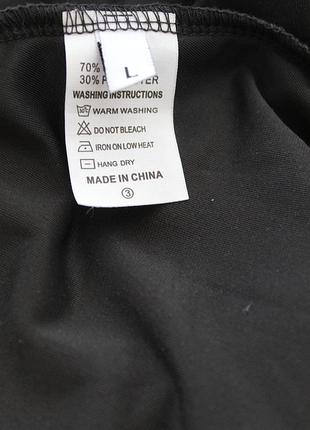 L
70%
30% P
WASHING INSTRUCTIONS
WARM WASHING
DO NOT BLEACH
IRON ON LOW HEAT
HANG DRY
MADE IN CHINA
3